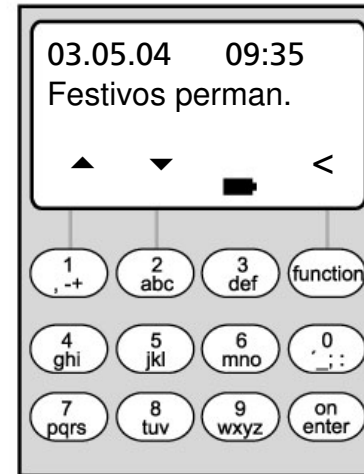 03.05.04 09:35
Festivos perman.
<
1 2 3 function
, -+ abc def
4 5 6 0
ghi jkl mno ´_; :
7 8 9 on
pqrs tuv wxyz enter